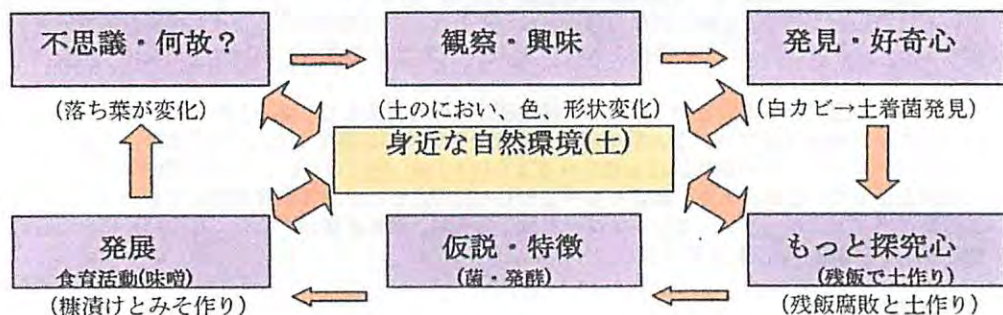 不思議・何故？
観察・興味
発見・好奇心
(落ち葉が変化)
(土のにおい、色、形状変化)
(白カビ→土着菌発見)
身近な自然環境(土)
発展
食育活動(味噌)
(糠漬けとみそ作り)
仮説・特徴
(菌・発酵)
もっと探究心
(残飯で土作り)
(残飯腐敗と土作り)